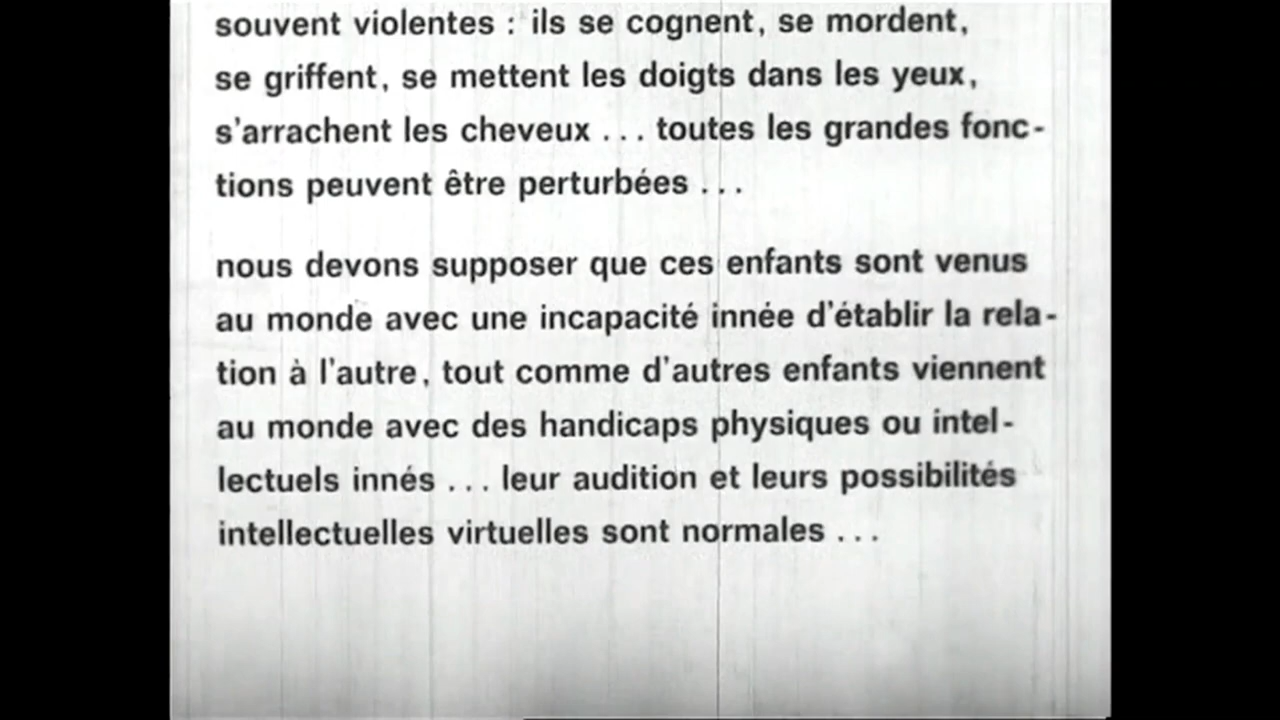 souvent violentes : ils se cognent, se mordent,
se griffent, se mettent les doigts dans les yeux,
s'arrachent les cheveux ... toutes les grandes fonc-
tions peuvent être perturbées ...
nous devons supposer que ces enfants sont venus
au monde avec une incapacité innée d'établir la rela-
tion à l'autre, tout comme d'autres enfants viennent
au monde avec des handicaps physiques ou intel-
lectuels innés ... leur audition et leurs possibilités
intellectuelles virtuelles sont normales ...